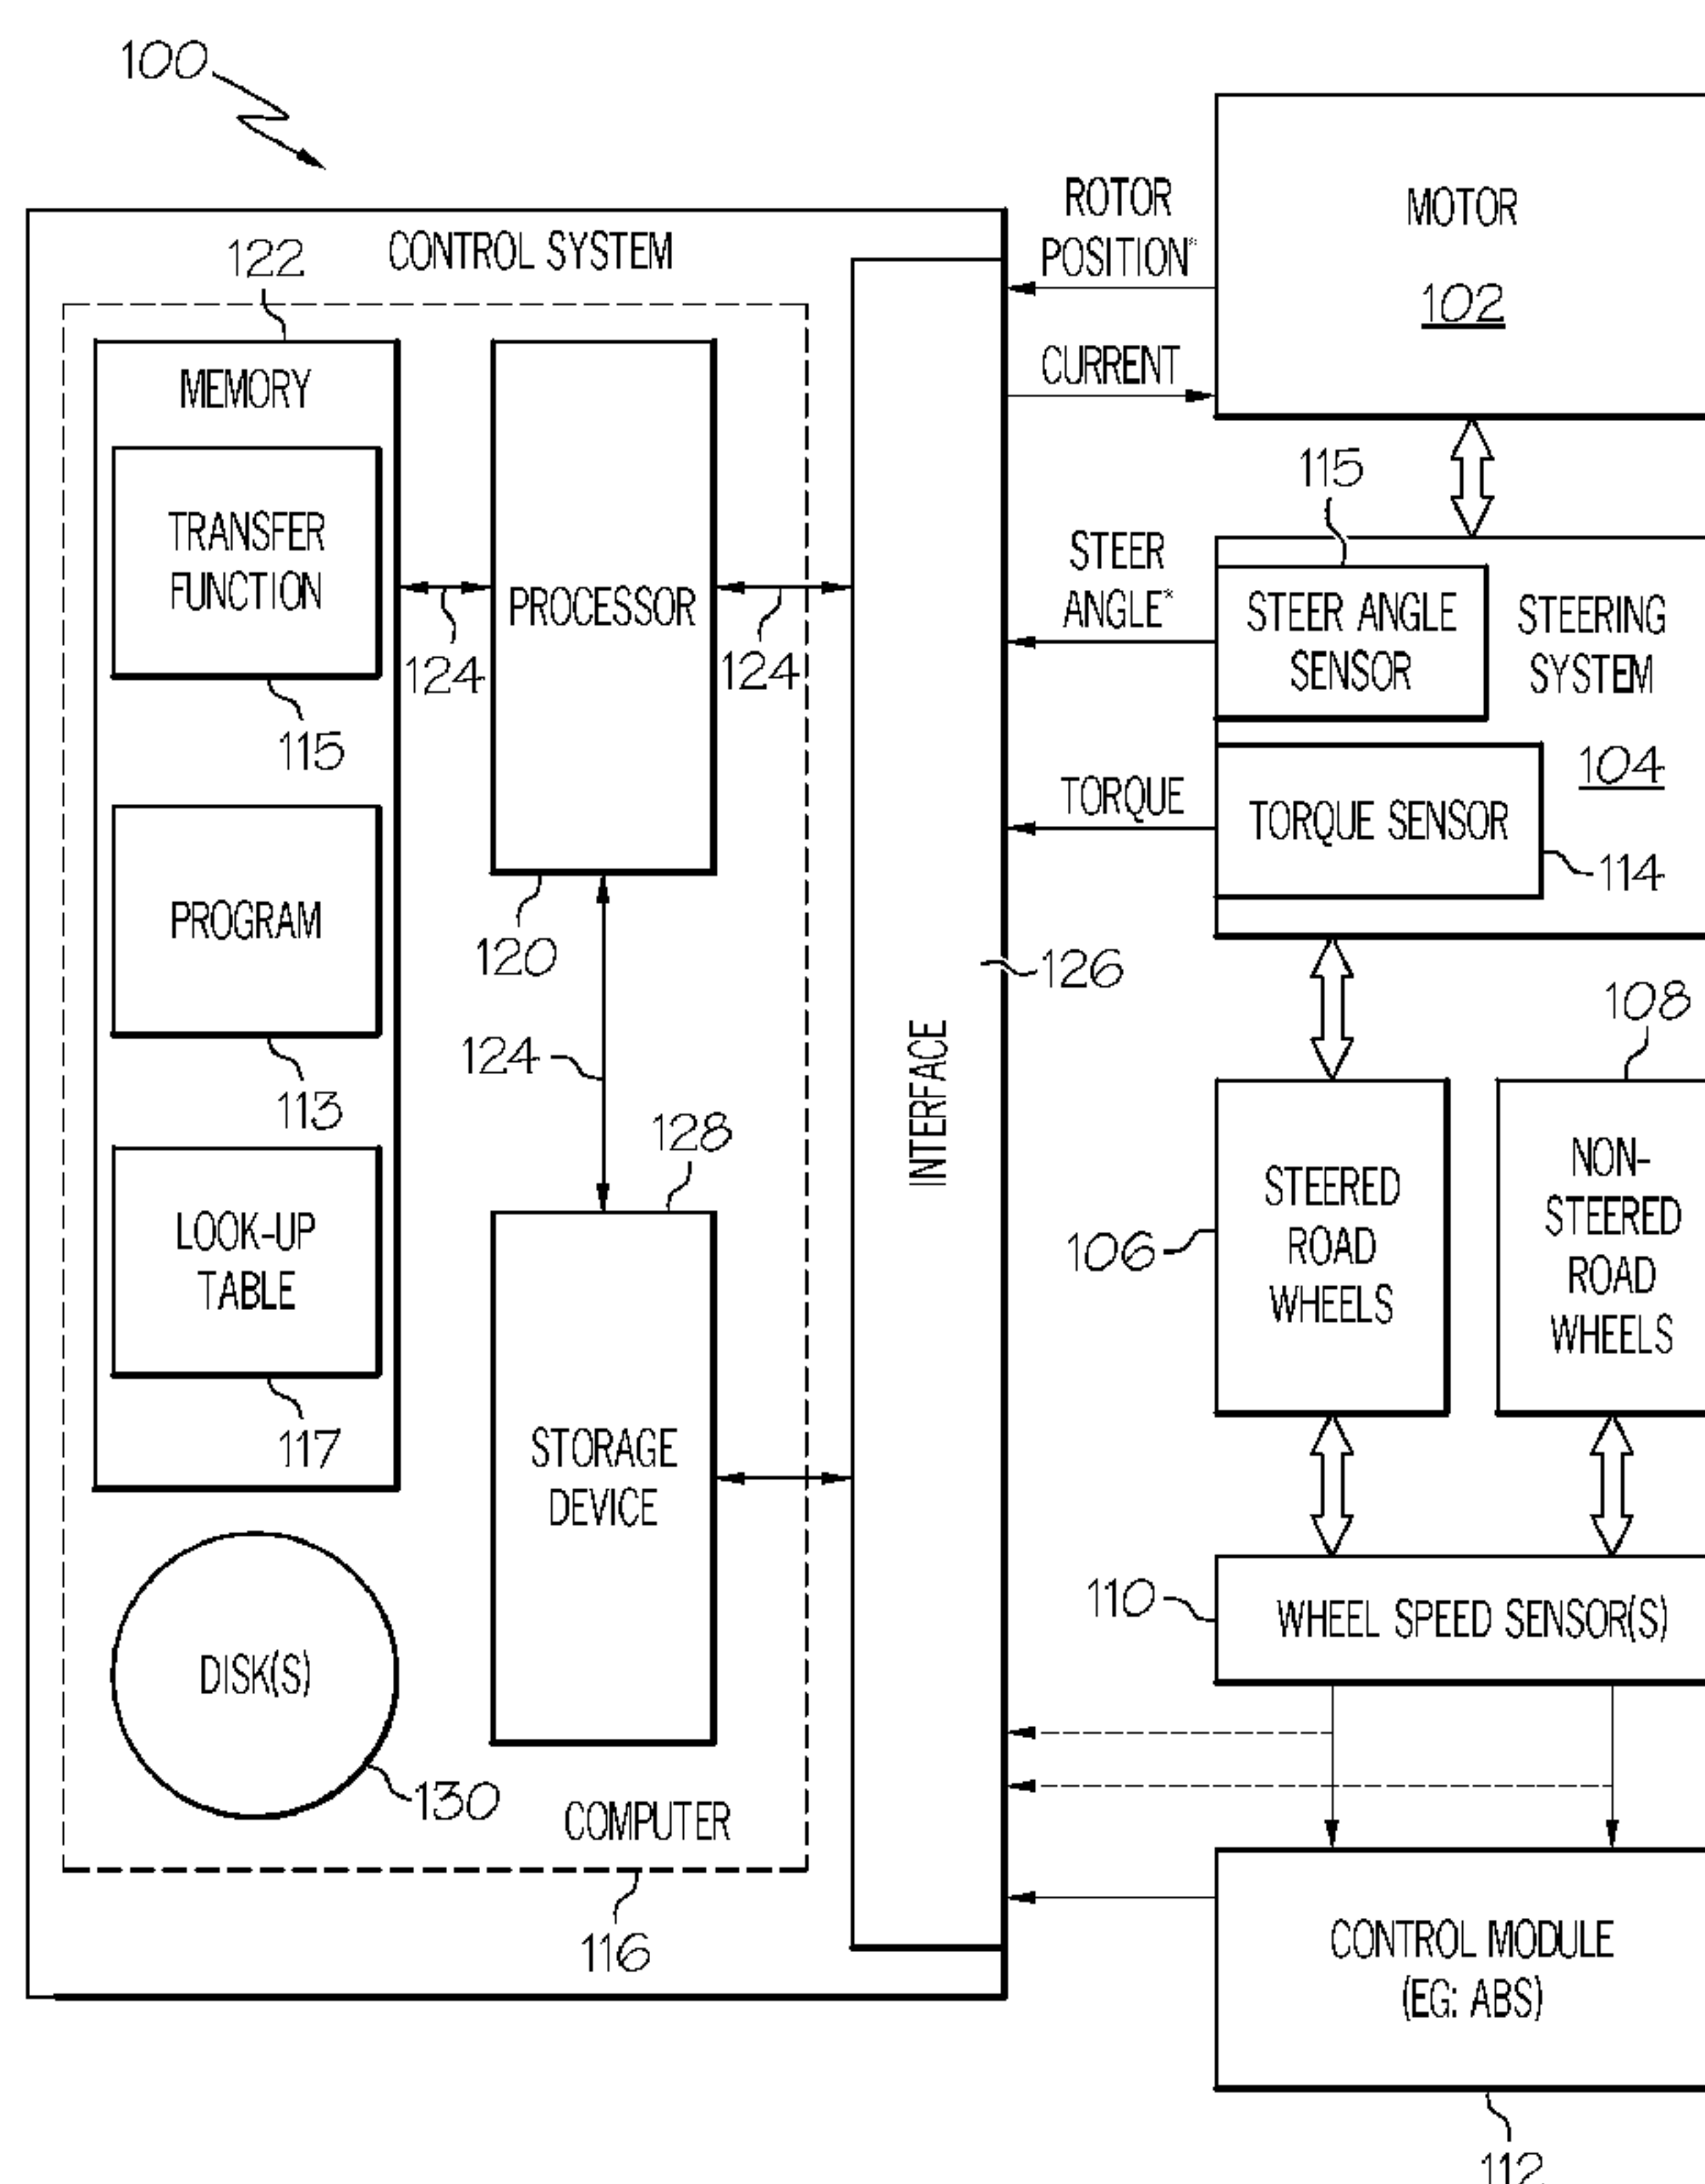 100
CONTROL SYSTEM
122
MEMORY
TRANSFER
FUNCTION
115
PROGRAM
113
LOOK-UP
TABLE
117
DISK(S)
130
PROCESSOR
120
124
124
124
128
STORAGE
DEVICE
COMPUTER
116
INTERFACE
126
ROTOR
POSITION*
CURRENT
STEER
ANGLE*
TORQUE
MOTOR
102
115
STEER ANGLE
SENSOR
STEERING
SYSTEM
104
TORQUE SENSOR
114
106
STEERED
ROAD
WHEELS
108
NON-
STEERED
ROAD
WHEELS
110
WHEEL SPEED SENSOR(S)
CONTROL MODULE
(EG: ABS)
112